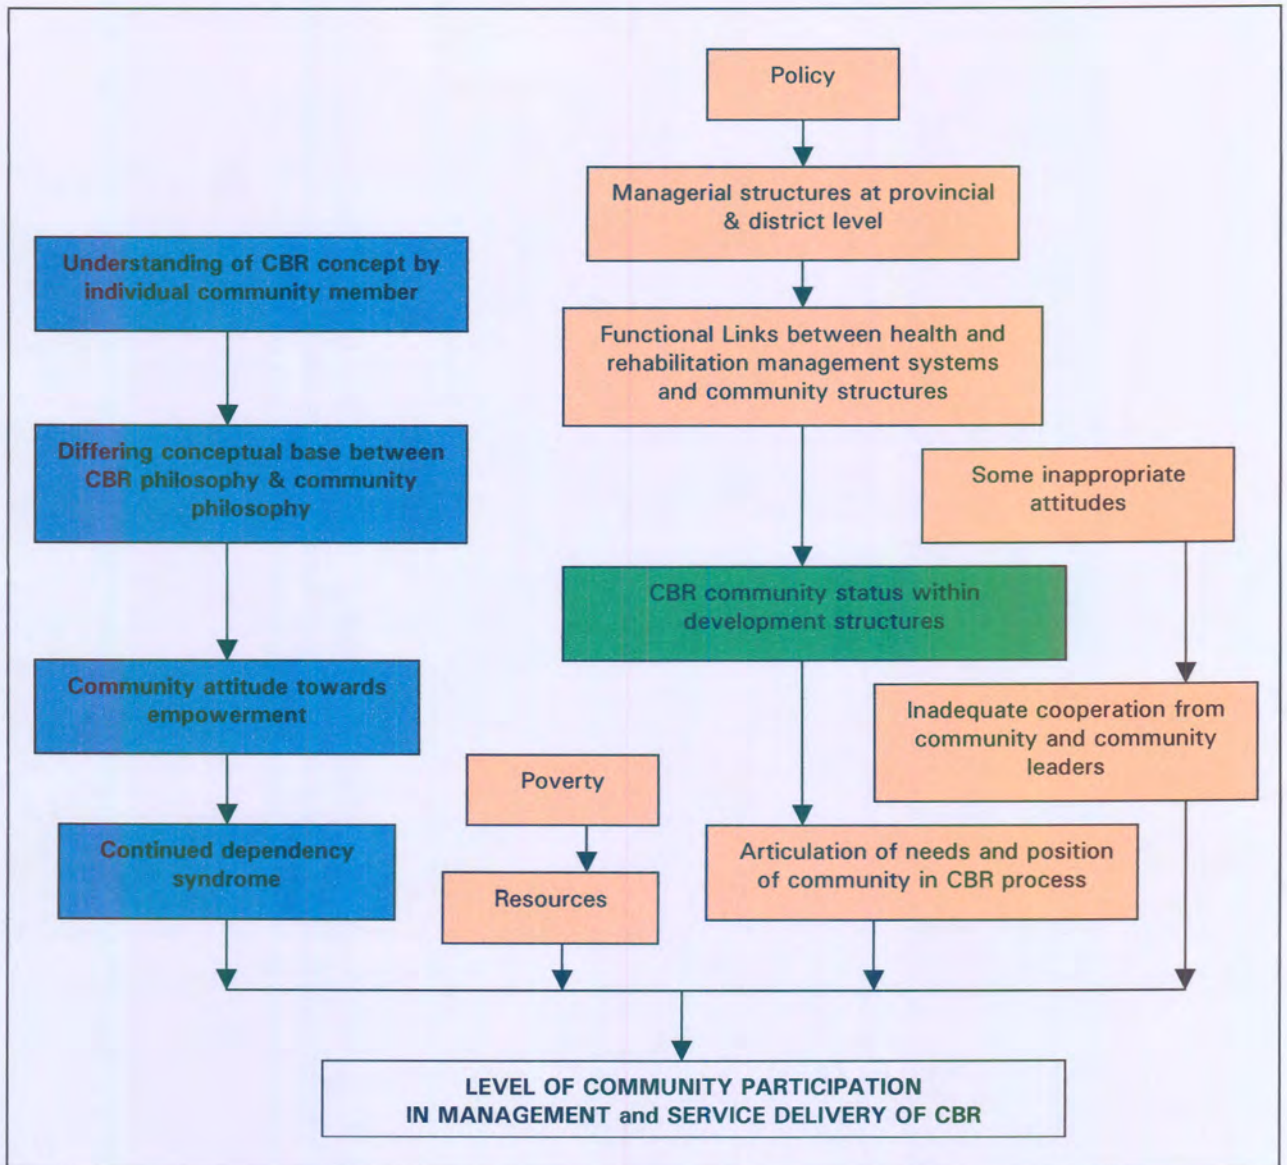 Policy
Managerial structures at provincial
& district level
Understanding of CBR concept by
individual community member
Functional Links between health and
rehabilitation management systems
and community structures
Differing conceptual base between
CBR philosophy & community
philosophy
Some inappropriate
attitudes
CBR community status within
development structures
Community attitude towards
empowerment
Inadequate cooperation from
community and community
leaders
Poverty
Continued dependency
syndrome
Resources
Articulation of needs and position
of community in CBR process
LEVEL OF COMMUNITY PARTICIPATION
IN MANAGEMENT and SERVICE DELIVERY OF CBR